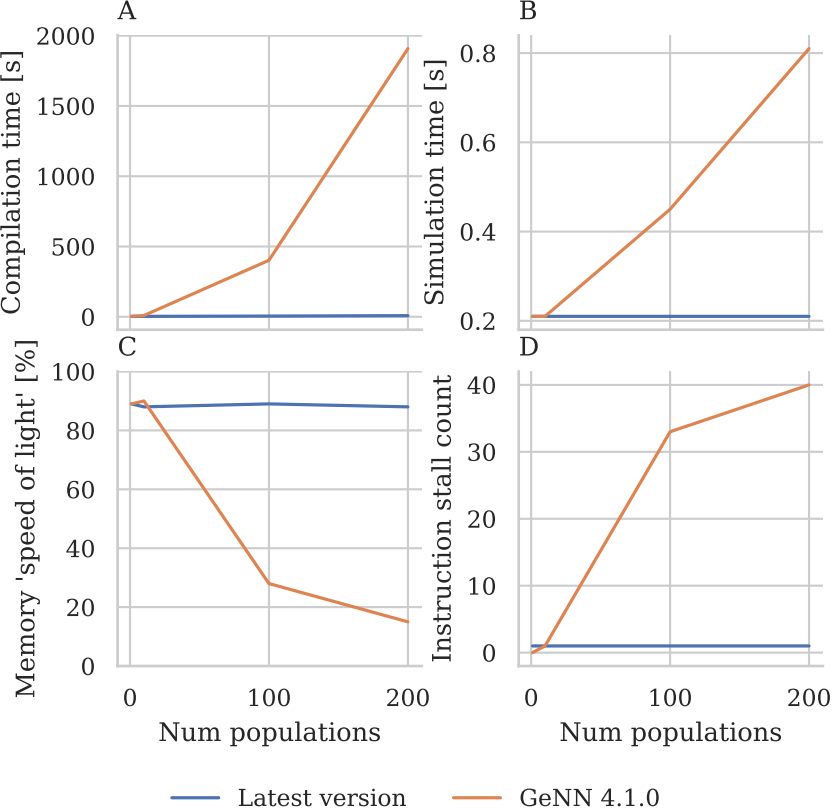 A
Compilation time [s]
2000
1500
1000
500
0
B
Simulation time [s]
0.8
0.6
0.4
0.2
C
Memory 'speed of light' [%]
100
80
60
40
20
0
0 100 200
Num populations
D
Instruction stall count
40
30
20
10
0
0 100 200
Num populations
Latest version GeNN 4.1.0